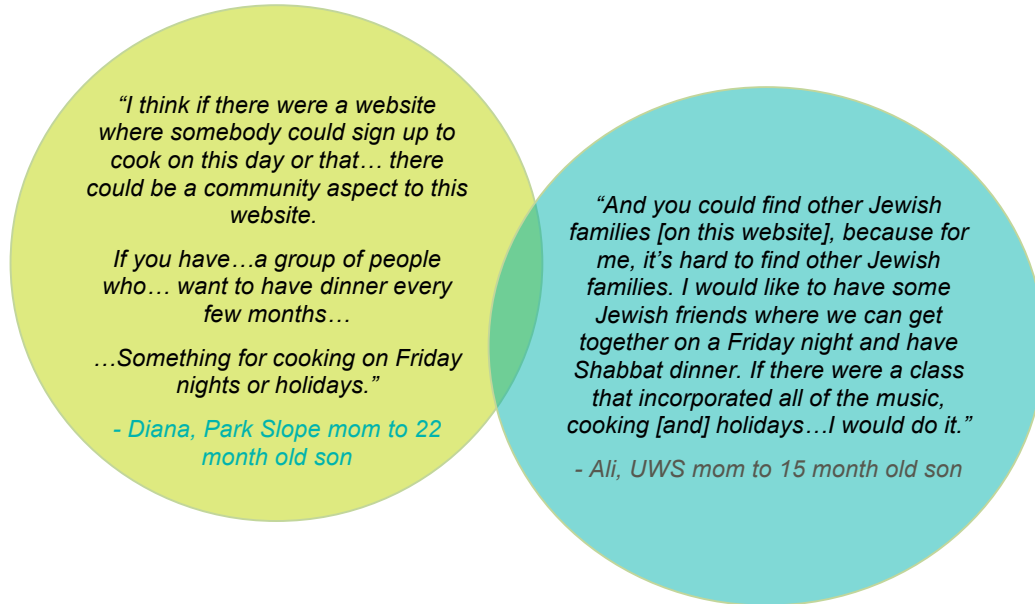 “I think if there were a website
where somebody could sign up to
cook on this day or that… there
could be a community aspect to this
website.
If you have…a group of people
who… want to have dinner every
few months…
…Something for cooking on Friday
nights or holidays.”
- Diana, Park Slope mom to 22
month old son
“And you could find other Jewish
families [on this website], because for
me, it’s hard to find other Jewish
families. I would like to have some
Jewish friends where we can get
together on a Friday night and have
Shabbat dinner. If there were a class
that incorporated all of the music,
cooking [and] holidays…I would do it.”
- Ali, UWS mom to 15 month old son